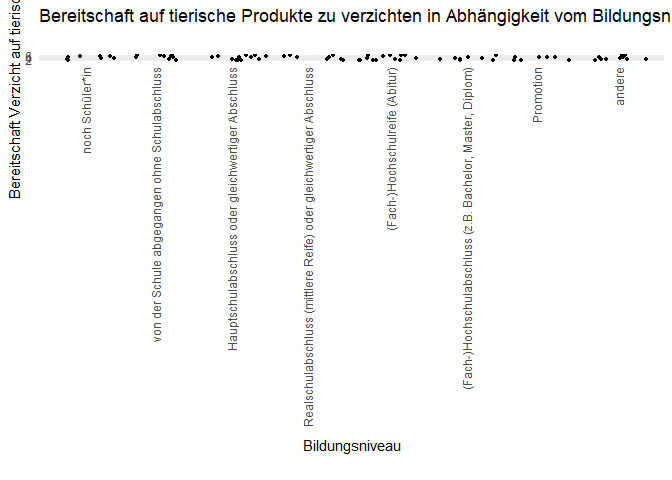 Bereitschaft auf tierische Produkte zu verzichten in Abhängigkeit vom Bildungsn
Bereitschaft Verzicht auf tierisc
6
2
noch Schüler*in
von der Schule abgegangen ohne Schulabschluss
Hauptschulabschluss oder gleichwertiger Abschluss
Realschulabschluss (mittlere Reife) oder gleichwertiger Abschluss
(Fach-)Hochschulreife (Abitur)
(Fach-)Hochschulabschluss (z.B. Bachelor, Master, Diplom)
Promotion
andere
Bildungsniveau